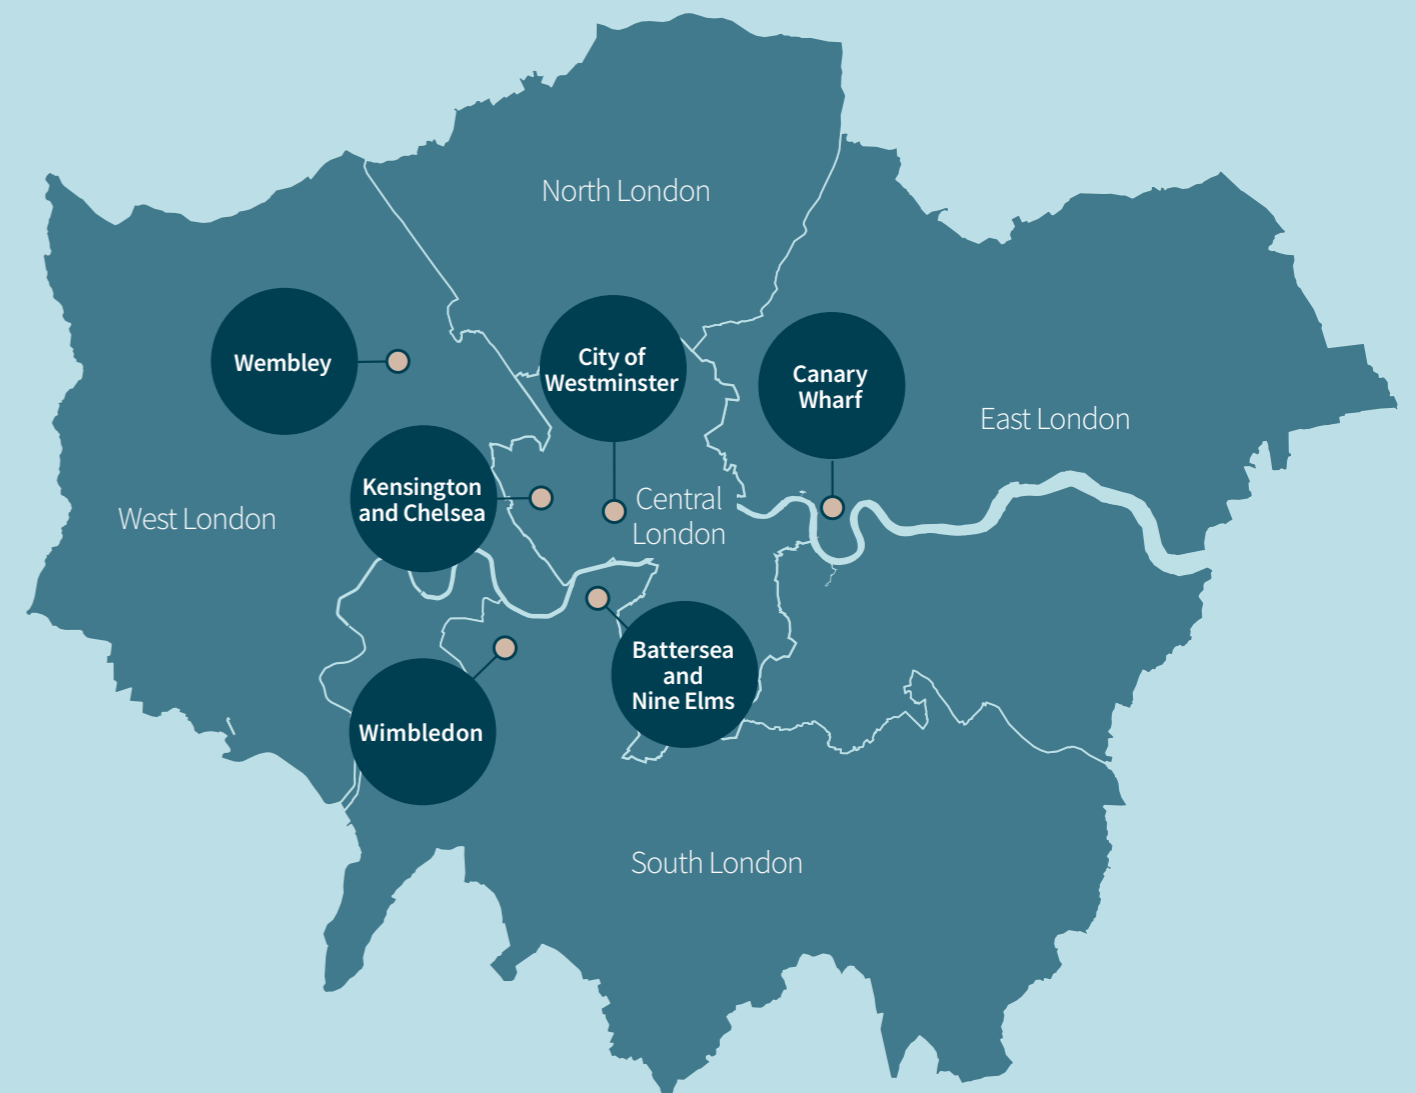 North London
Wembley
City of
Westminster
Canary
Wharf
East London
Kensington
and Chelsea
West London
Central
London
Battersea
and
Nine Elms
Wimbledon
South London